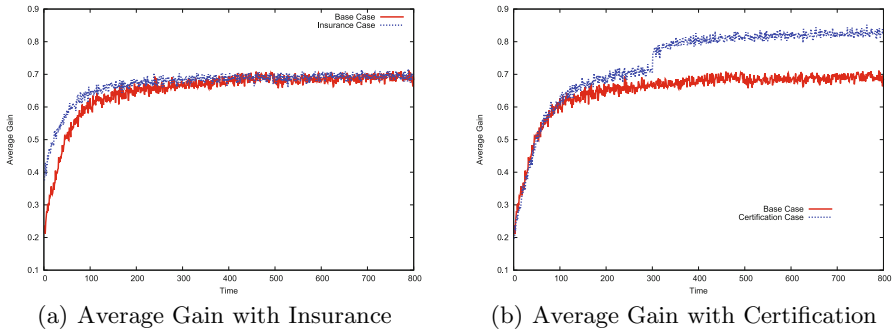 0.9
0.8
0.7
0.6
0.5
0.4
0.3
0.2
0.1
Average Gain
0 100 200 300 400 500 600 700 800
Time
Base Case
Insurance Case
(a) Average Gain with Insurance
0.9
0.8
0.7
0.6
0.5
0.4
0.3
0.2
0.1
Average Gain
0 100 200 300 400 500 600 700 800
Time
Base Case
Certification Case
(b) Average Gain with Certification